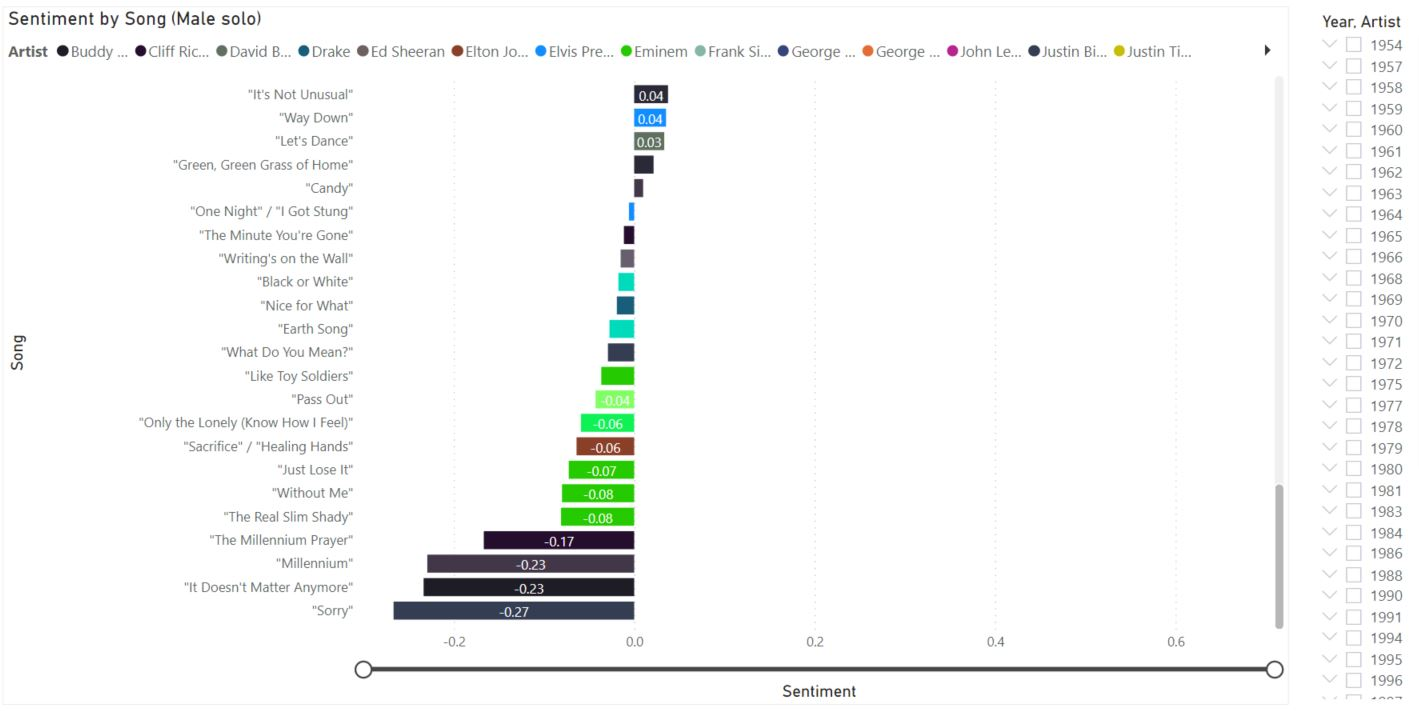 Sentiment by Song (Male solo)
Artist Buddy ... Cliff Ric... David B... Drake Ed Sheeran Elton Jo... Elvis Pre... Eminem Frank Si... George ... George ... John Le... Justin Bi... Justin Ti...
"It's Not Unusual" 0.04
"Way Down" 0.04
"Let's Dance" 0.03
"Green, Green Grass of Home"
"Candy"
"One Night" / "I Got Stung"
"The Minute You're Gone"
"Writing's on the Wall"
"Black or White"
"Nice for What"
"Earth Song"
"What Do You Mean?"
"Like Toy Soldiers"
"Pass Out" -0.04
"Only the Lonely (Know How I Feel)" -0.06
"Sacrifice" / "Healing Hands" -0.06
"Just Lose It" -0.07
"Without Me" -0.08
"The Real Slim Shady" -0.08
"The Millennium Prayer" -0.17
"Millennium" -0.23
"It Doesn't Matter Anymore" -0.23
"Sorry" -0.27
Song
-0.2 0.0 0.2 0.4 0.6
Sentiment
Year, Artist
1954
1957
1958
1959
1960
1961
1962
1963
1964
1965
1966
1968
1969
1970
1971
1972
1975
1977
1978
1979
1980
1981
1983
1984
1986
1988
1990
1991
1994
1995
1996